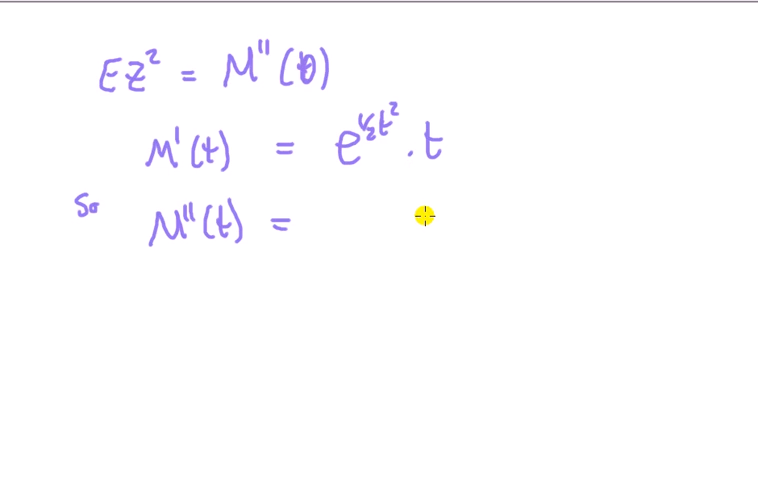 EZ² = M''(0)
M'(t) = e^{½t²} . t
So M''(t) =